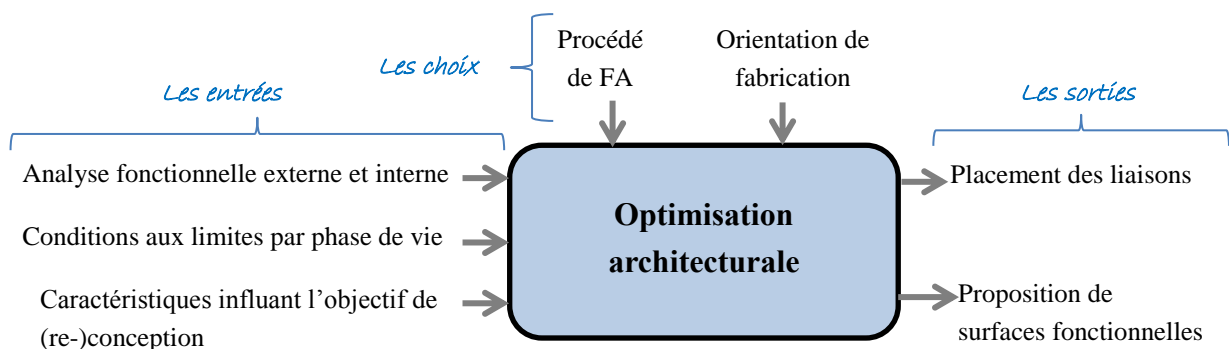 Les choix
Procédé
de FA
Orientation de
fabrication
Les entrées
Les sorties
Analyse fonctionnelle externe et interne
Conditions aux limites par phase de vie
Caractéristiques influant l’objectif de
(re-)conception
Optimisation
architecturale
Placement des liaisons
Proposition de
surfaces fonctionnelles